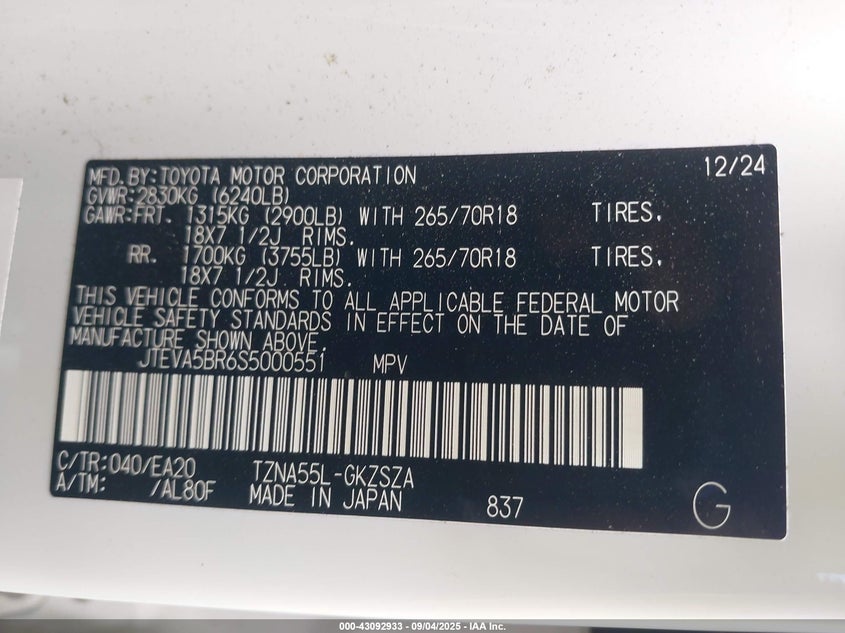 MFD.BY:TOYOTA MOTOR CORPORATION 12/24
GVWR:2830KG (6240LB)
GAWR:FRT. 1315KG (2900LB) WITH 265/70R18 TIRES,
18X7 1/2J RIMS.
RR. 1700KG (3755LB) WITH 265/70R18 TIRES,
18X7 1/2J RIMS.
THIS VEHICLE CONFORMS TO ALL APPLICABLE FEDERAL MOTOR
VEHICLE SAFETY STANDARDS IN EFFECT ON THE DATE OF
MANUFACTURE SHOWN ABOVE.
JTEVA5BR6S5000551 MPV
C/TR:040/EA20 TZNA55L-GKZSZA
A/TM: /AL80F MADE IN JAPAN 837 G
000-43092933 - 09/04/2025 - IAA Inc.